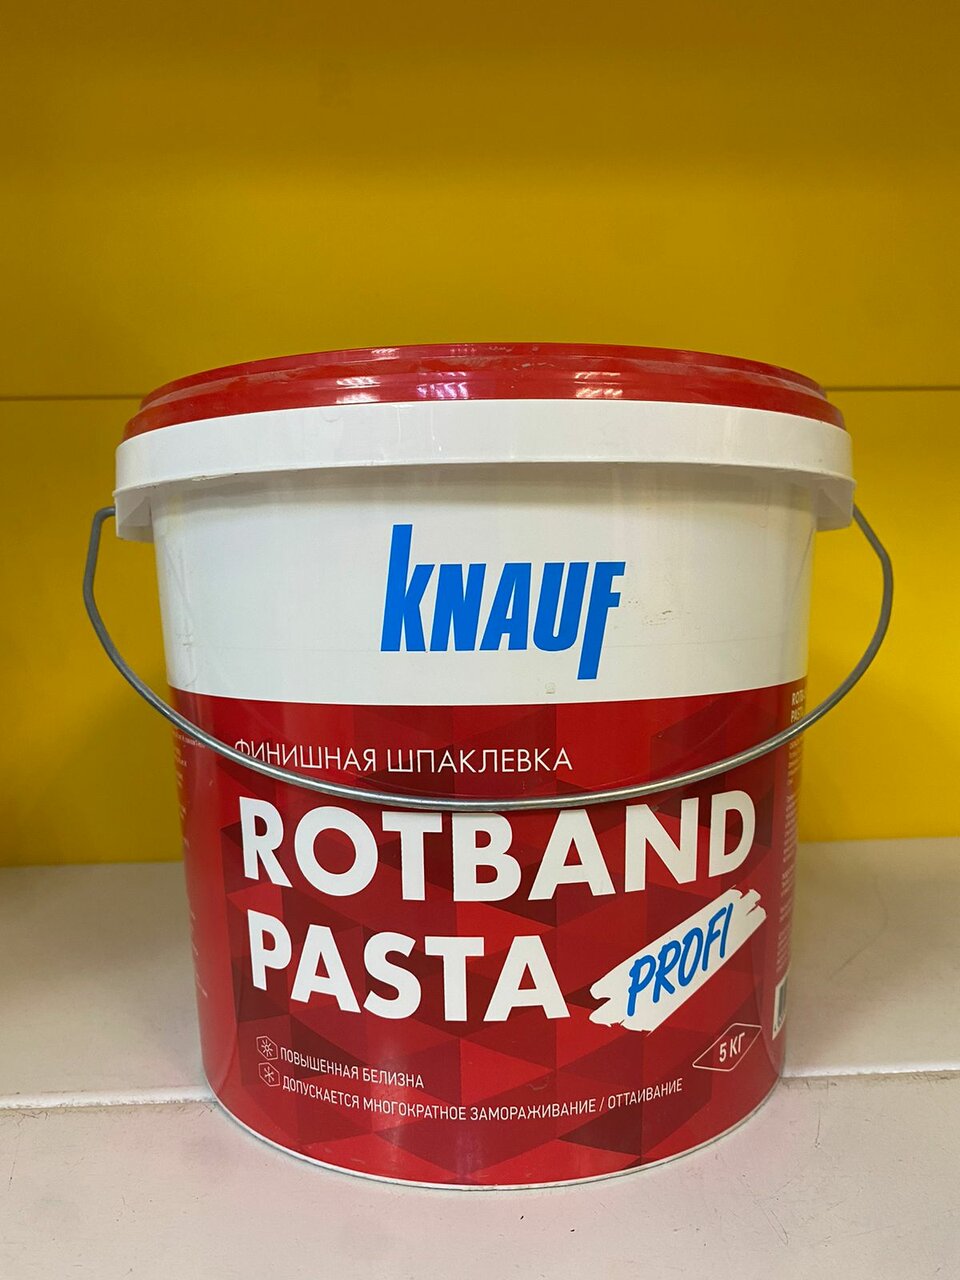 KNAUF
ФИНИШНАЯ ШПАКЛЕВКА
ROTBAND
PASTA
PROFI
5 КГ
ПОВЫШЕННАЯ БЕЛИЗНА
ДОПУСКАЕТСЯ МНОГОКРАТНОЕ ЗАМОРАЖИВАНИЕ / ОТТАИВАНИЕ